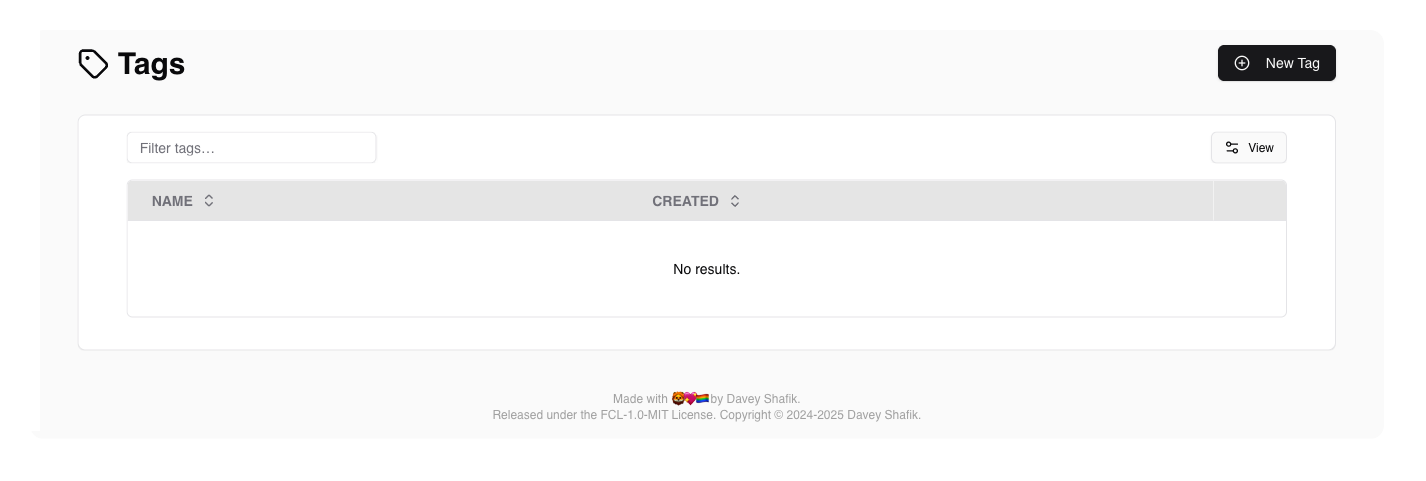 Tags
New Tag
Filter tags...
View
NAME
CREATED
No results.
Made with 🦁💖🏳️‍🌈 by Davey Shafik.
Released under the FCL-1.0-MIT License. Copyright © 2024-2025 Davey Shafik.